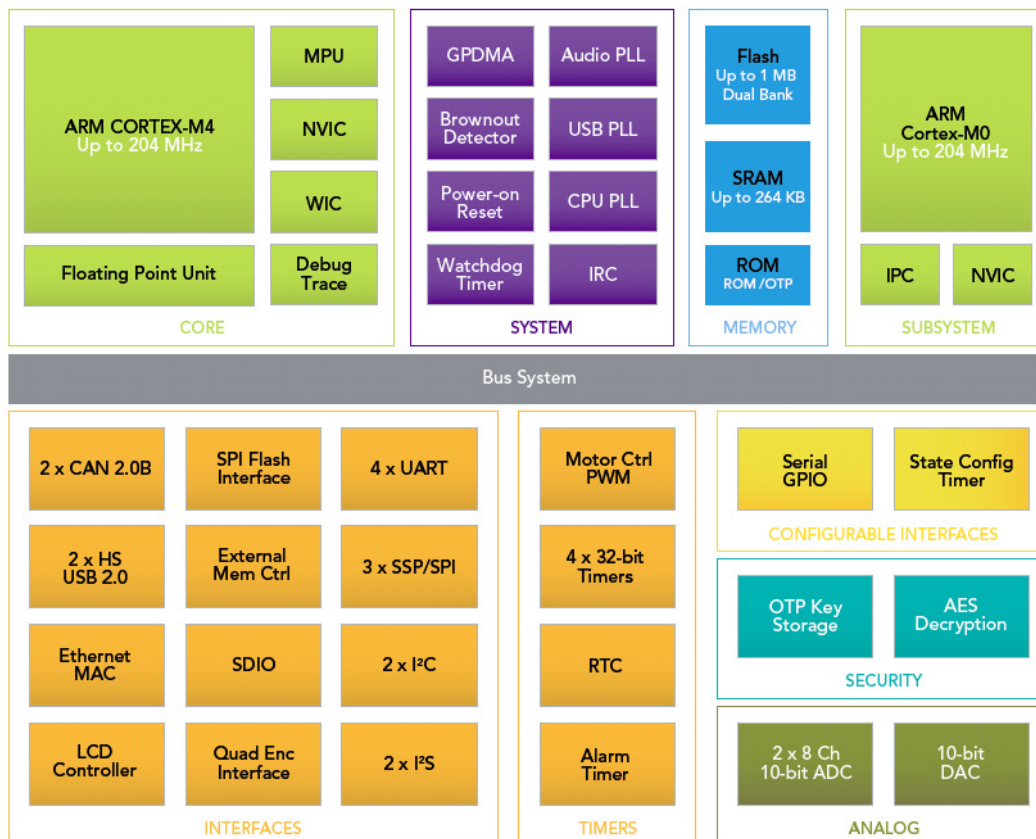 ARM CORTEX-M4
Up to 204 MHz
MPU
NVIC
WIC
Floating Point Unit
Debug
Trace
CORE
GPDMA
Audio PLL
Brownout
Detector
USB PLL
Power-on
Reset
CPU PLL
Watchdog
Timer
IRC
SYSTEM
Flash
Up to 1 MB
Dual Bank
SRAM
Up to 264 KB
ROM
ROM /OTP
MEMORY
ARM
Cortex-M0
Up to 204 MHz
IPC
NVIC
SUBSYSTEM
Bus System
2 x CAN 2.0B
SPI Flash
Interface
4 x UART
2 x HS
USB 2.0
External
Mem Ctrl
3 x SSP/SPI
Ethernet
MAC
SDIO
2 x I²C
LCD
Controller
Quad Enc
Interface
2 x I²S
INTERFACES
Motor Ctrl
PWM
4 x 32-bit
Timers
RTC
Alarm
Timer
TIMERS
Serial
GPIO
State Config
Timer
CONFIGURABLE INTERFACES
OTP Key
Storage
AES
Decryption
SECURITY
2 x 8 Ch
10-bit ADC
10-bit
DAC
ANALOG